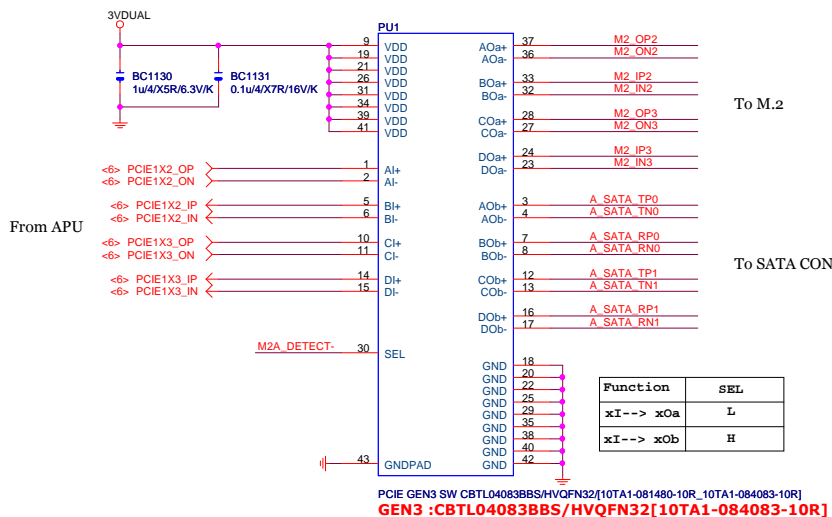 3VDUAL
PU1
BC1130
1u/4/X5R/6.3V/K
BC1131
0.1u/4/X7R/16V/K
9 VDD
19 VDD
21 VDD
26 VDD
31 VDD
34 VDD
39 VDD
41 VDD
From APU
<6> PCIE1X2_OP 1 AI+
<6> PCIE1X2_ON 2 AI-
<6> PCIE1X2_IP 5 BI+
<6> PCIE1X2_IN 6 BI-
<6> PCIE1X3_OP 10 CI+
<6> PCIE1X3_ON 11 CI-
<6> PCIE1X3_IP 14 DI+
<6> PCIE1X3_IN 15 DI-
M2A_DETECT- 30 SEL
43 GNDPAD
AOa+ 37 M2_OP2
AOa- 36 M2_ON2
BOa+ 33 M2_IP2
BOa- 32 M2_IN2
COa+ 28 M2_OP3
COa- 27 M2_ON3
DOa+ 24 M2_IP3
DOa- 23 M2_IN3
To M.2
AOb+ 3 A_SATA_TP0
AOb- 4 A_SATA_TN0
BOb+ 7 A_SATA_RP0
BOb- 8 A_SATA_RN0
COb+ 12 A_SATA_TP1
COb- 13 A_SATA_TN1
DOb+ 16 A_SATA_RP1
DOb- 17 A_SATA_RN1
To SATA CON
GND 18
GND 20
GND 22
GND 25
GND 29
GND 35
GND 38
GND 40
GND 42
Function SEL
xI--> xOa L
xI--> xOb H
PCIE GEN3 SW CBTL04083BBS/HVQFN32/[10TA1-081480-10R_10TA1-084083-10R]
GEN3 :CBTL04083BBS/HVQFN32[10TA1-084083-10R]